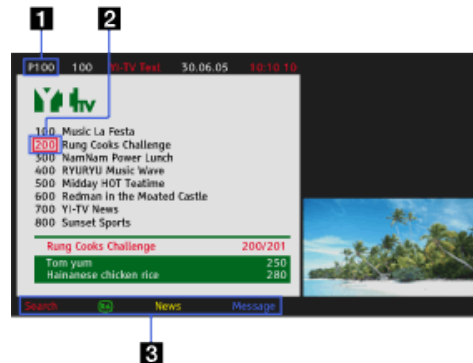 1 2
P100 100 YI-TV Text 30.06.05 10:10 10
YI tv
100 Music La Festa
200 Rung Cooks Challenge
300 NamNam Power Lunch
400 RYURYU Music Wave
500 Midday HOT Teatime
600 Redman in the Moated Castle
700 YI-TV News
800 Sunset Sports
Rung Cooks Challenge 200/201
Tom yum 250
Hainanese chicken rice 280
Search News Message
3